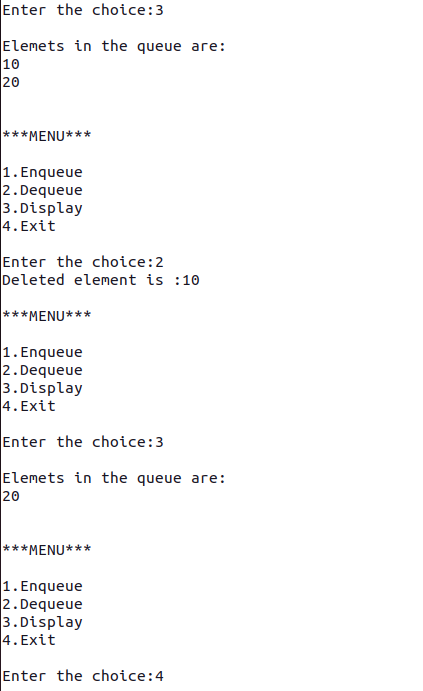 Enter the choice:3
Elemets in the queue are:
10
20
***MENU***
1.Enqueue
2.Dequeue
3.Display
4.Exit
Enter the choice:2
Deleted element is :10
***MENU***
1.Enqueue
2.Dequeue
3.Display
4.Exit
Enter the choice:3
Elemets in the queue are:
20
***MENU***
1.Enqueue
2.Dequeue
3.Display
4.Exit
Enter the choice:4